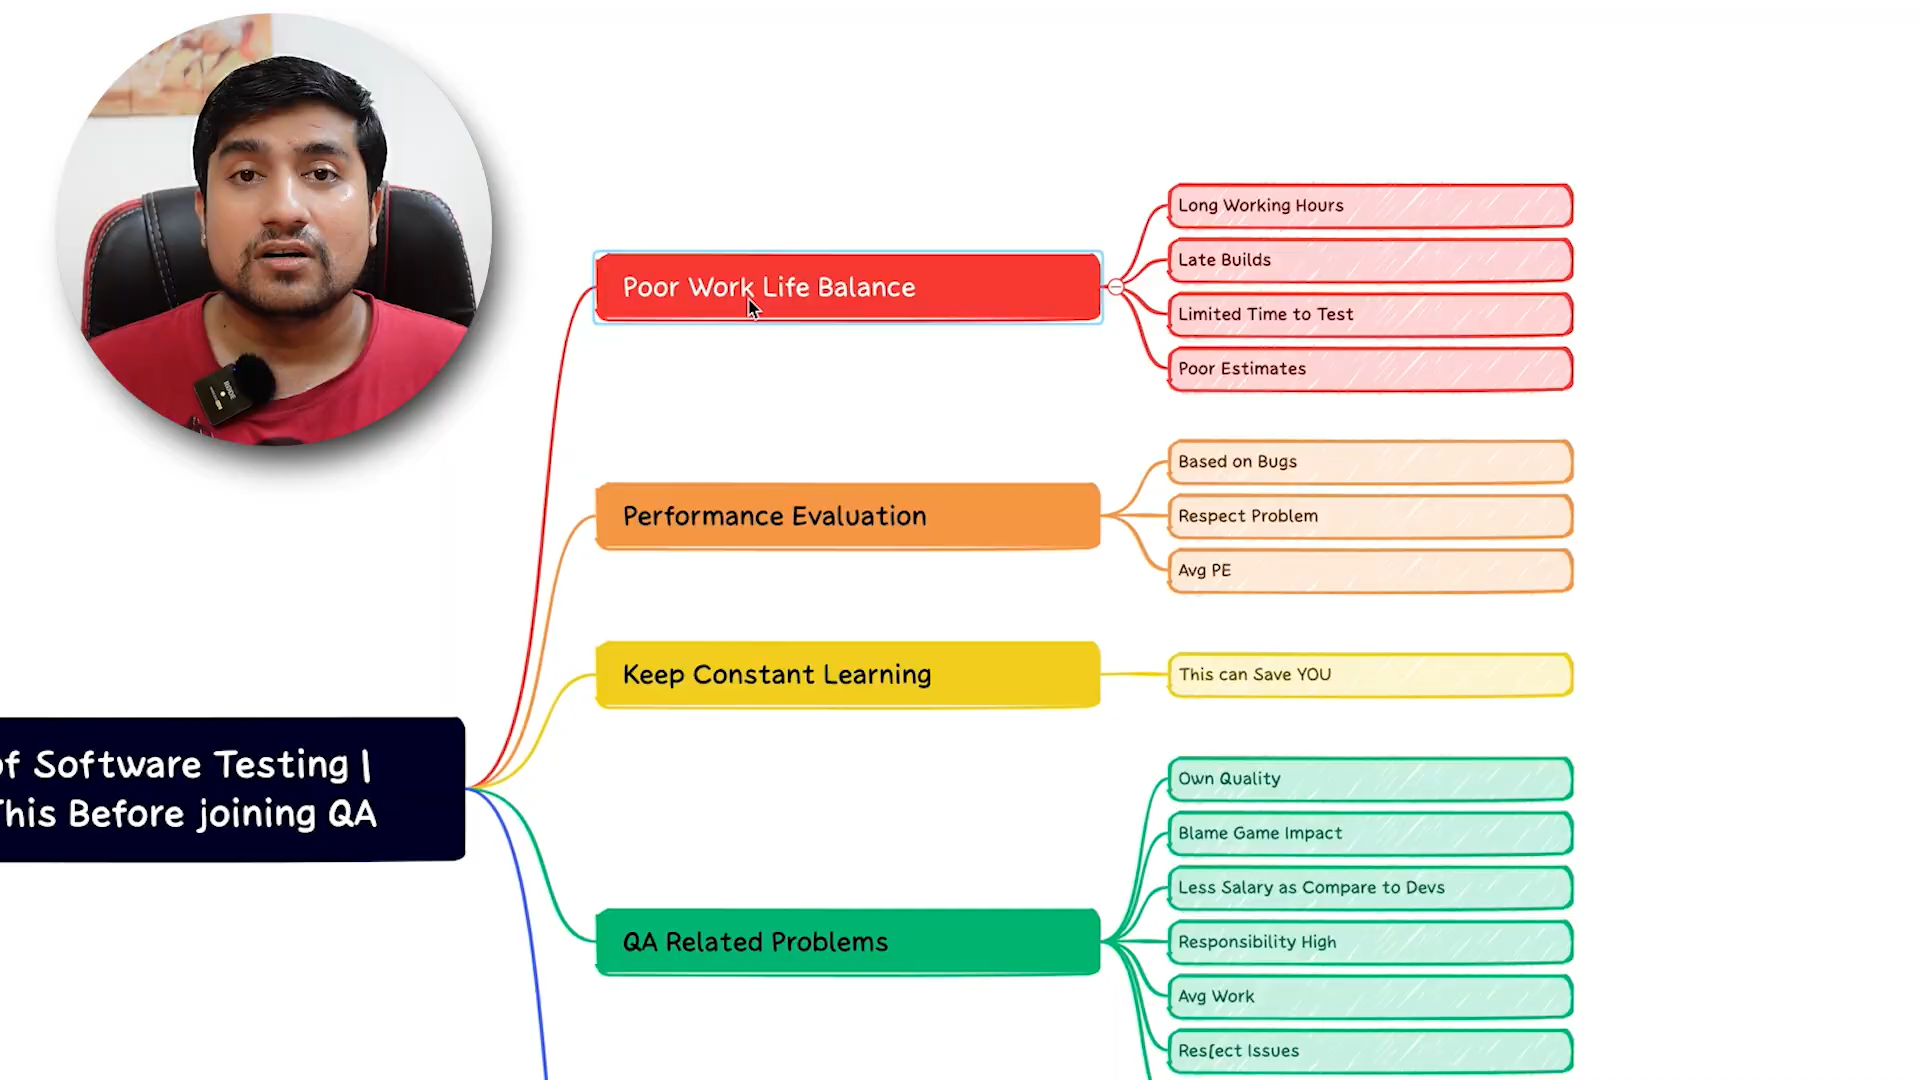 Poor Work Life Balance
Long Working Hours
Late Builds
Limited Time to Test
Poor Estimates
Performance Evaluation
Based on Bugs
Respect Problem
Avg PE
Keep Constant Learning
This can Save YOU
of Software Testing |
This Before joining QA
QA Related Problems
Own Quality
Blame Game Impact
Less Salary as Compare to Devs
Responsibility High
Avg Work
Res[ect Issues